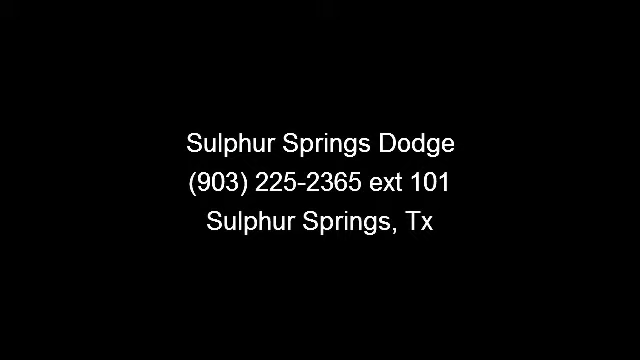 Sulphur Springs Dodge
(903) 225-2365 ext 101
Sulphur Springs, Tx